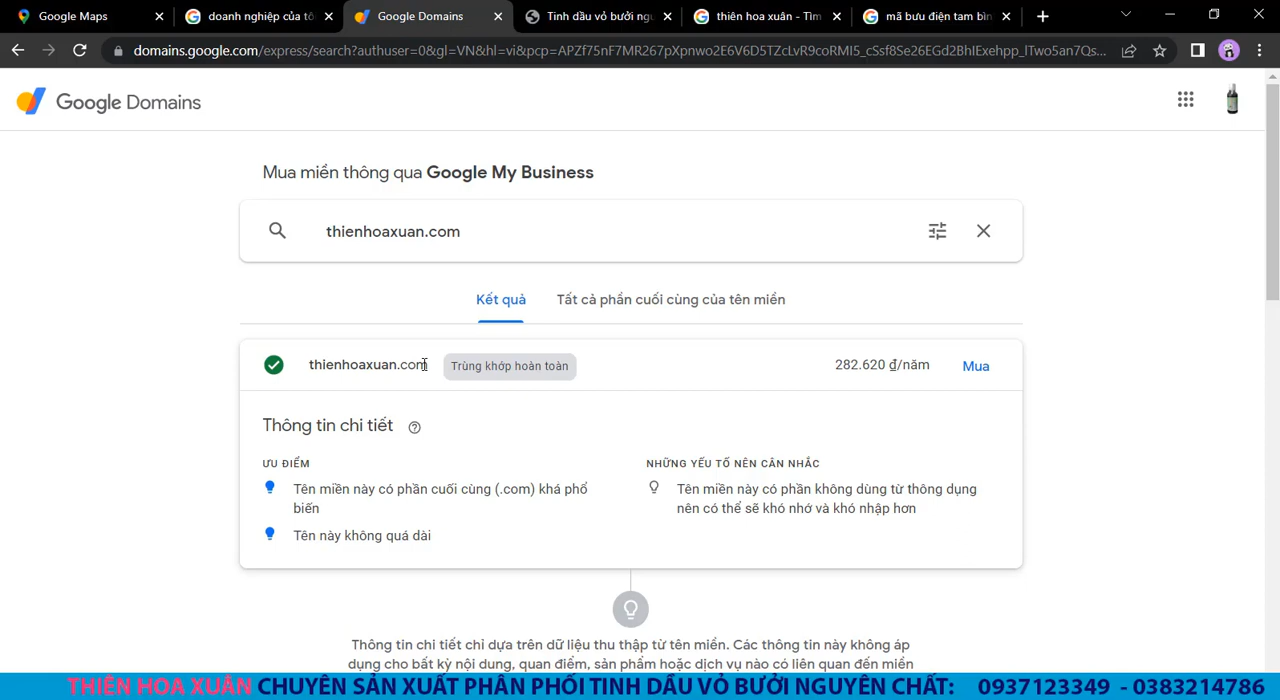 Google Maps
doanh nghiệp của tô
Google Domains
Tinh dầu vỏ bưởi ngu
thiên hoa xuân - Tìm
mã bưu điện tam bìn
domains.google.com/express/search?authuser=0&gl=VN&hl=vi&pcp=APZf75nF7MR267pXpnwo2E6V6D5TZcLvR9coRMI5_cSsf8Se26EGd2BhIExehpp_lTwo5an7Qs...
Google Domains
Mua miền thông qua Google My Business
thienhoaxuan.com
Kết quả
Tất cả phần cuối cùng của tên miền
thienhoaxuan.com
Trùng khớp hoàn toàn
282.620 ₫/năm
Mua
Thông tin chi tiết
ƯU ĐIỂM
Tên miền này có phần cuối cùng (.com) khá phổ
biến
Tên này không quá dài
NHỮNG YẾU TỐ NÊN CÂN NHẮC
Tên miền này có phần không dùng từ thông dụng
nên có thể sẽ khó nhớ và khó nhập hơn
Thông tin chi tiết chỉ dựa trên dữ liệu thu thập từ tên miền. Các thông tin này không áp
dụng cho bất kỳ nội dung, quan điểm, sản phẩm hoặc dịch vụ nào có liên quan đến miền
THIÊN HOA XUÂN CHUYÊN SẢN XUẤT PHÂN PHỐI TINH DẦU VỎ BƯỞI NGUYÊN CHẤT: 0937123349 - 0383214786